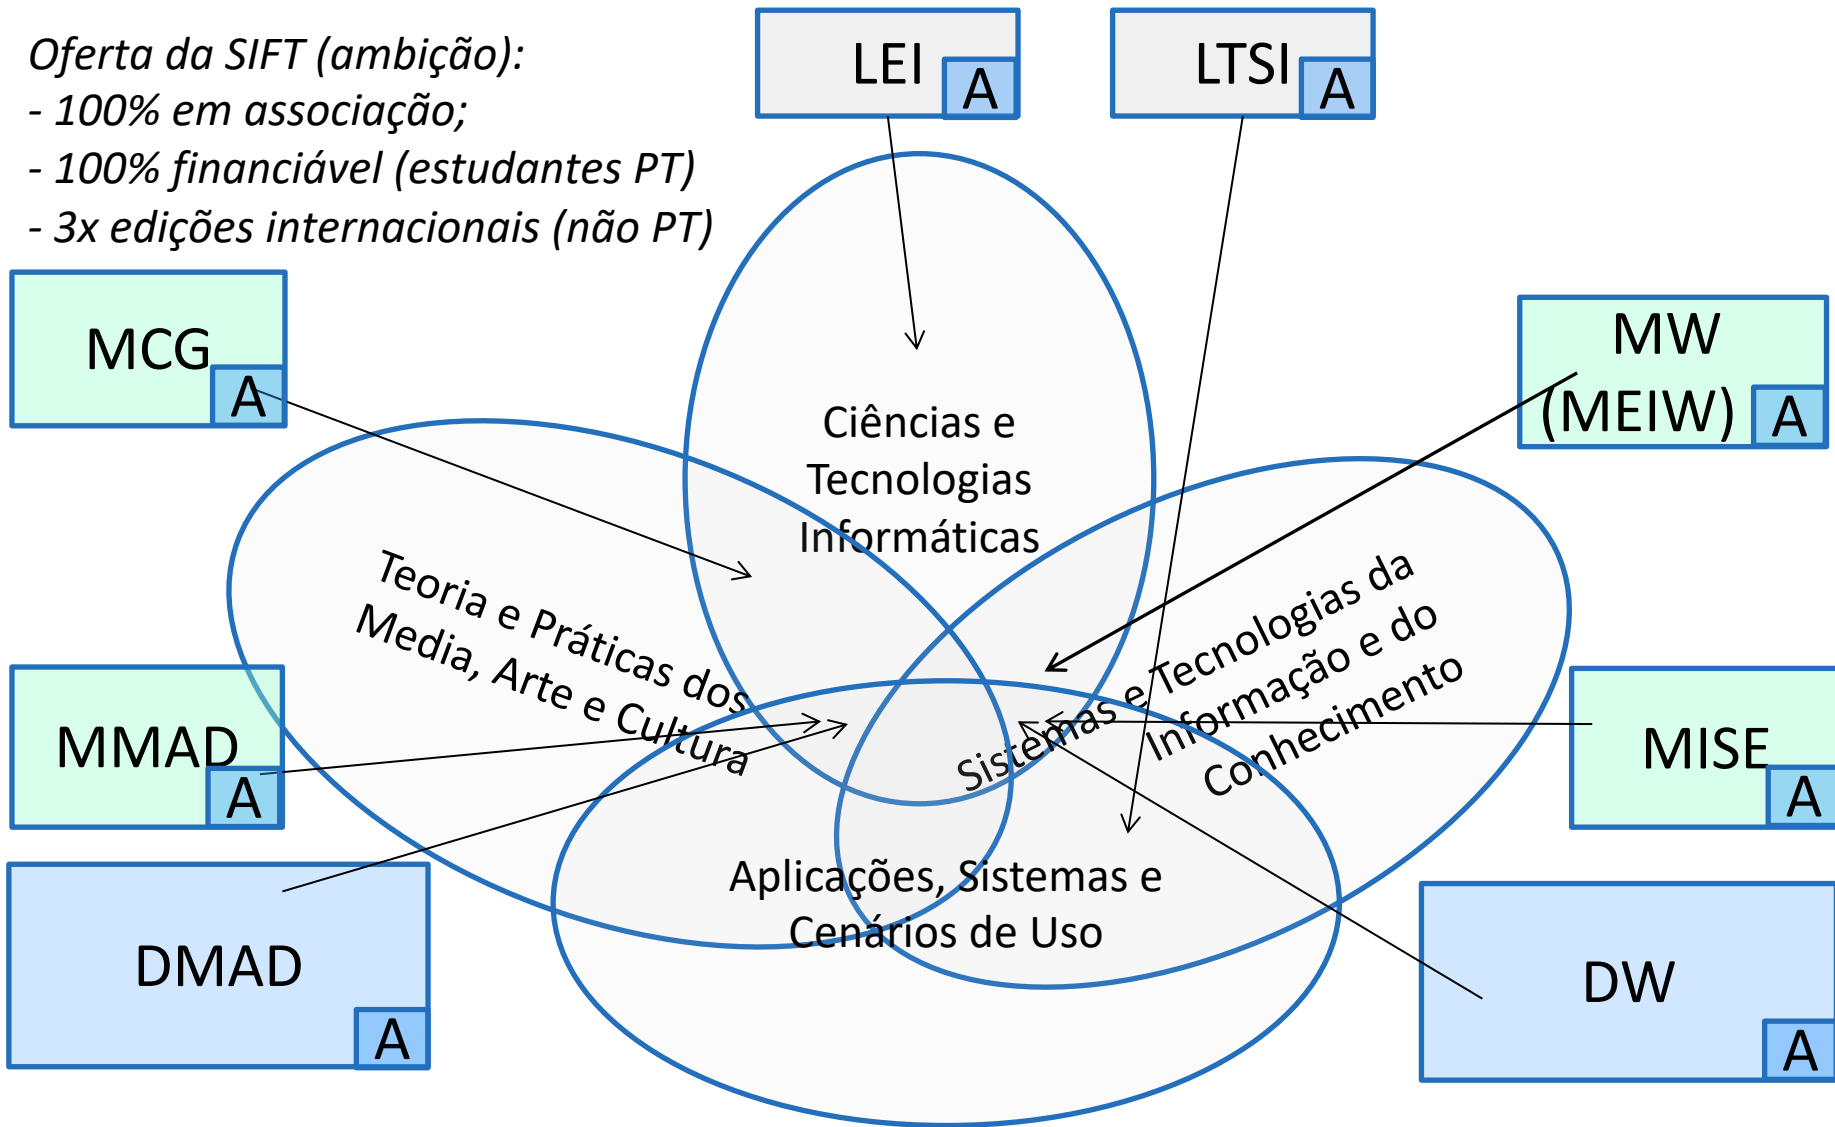 Oferta da SIFT (ambição):
- 100% em associação;
- 100% financiável (estudantes PT)
- 3x edições internacionais (não PT)
LEI
A
LTSI
A
MCG
A
MW
(MEIW)
A
Ciências e
Tecnologias
Informáticas
Teoria e Práticas dos
Media, Arte e Cultura
Sistemas e Tecnologias da
Informação e do
Conhecimento
MMAD
A
MISE
A
Aplicações, Sistemas e
Cenários de Uso
DMAD
A
DW
A